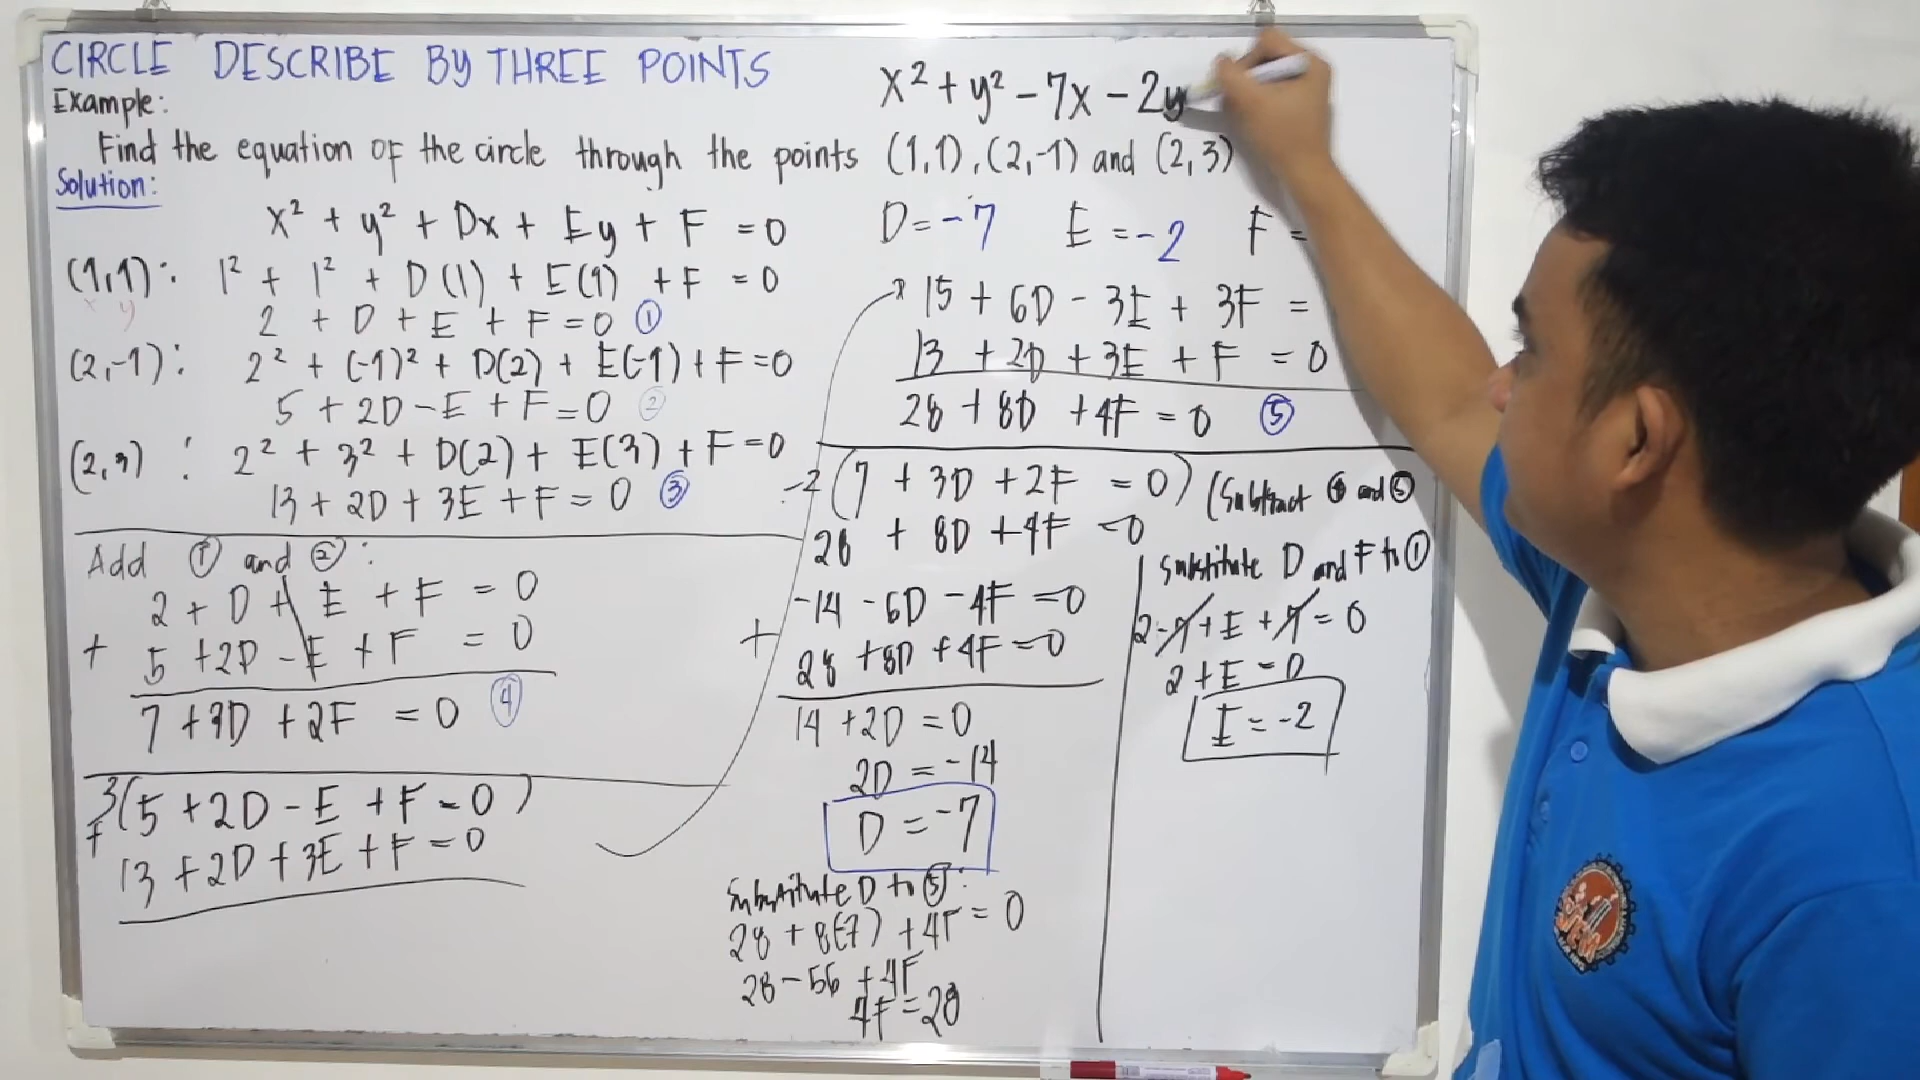 CIRCLE DESCRIBE BY THREE POINTS
Example:
Find the equation of the circle through the points (1,1), (2,-1) and (2,3)
Solution:
x² + y² + Dx + Ey + F = 0
(1,1): 1² + 1² + D(1) + E(1) + F = 0
x y
2 + D + E + F = 0 ①
(2,-1): 2² + (-1)² + D(2) + E(-1) + F = 0
5 + 2D - E + F = 0 ②
(2,3): 2² + 3² + D(2) + E(3) + F = 0
13 + 2D + 3E + F = 0 ③
Add ① and ②:
2 + D + E + F = 0
+ 5 + 2D - E + F = 0
7 + 3D + 2F = 0 ④
3(5 + 2D - E + F = 0)
+ 13 + 2D + 3E + F = 0
x² + y² - 7x - 2y
D = -7 E = -2 F =
15 + 6D - 3E + 3F =
13 + 2D + 3E + F = 0
28 + 8D + 4F = 0 ⑤
-2(7 + 3D + 2F = 0) (Subtract ④ and ⑤
28 + 8D + 4F = 0
-14 - 6D - 4F = 0
+ 28 + 8D + 4F = 0
14 + 2D = 0
2D = -14
D = -7
Substitute D to ⑤:
28 + 8(-7) + 4F = 0
28 - 56 + 4F
4F = 28
Substitute D and F to ①
2 - 7 + E + 7 = 0
2 + E = 0
E = -2